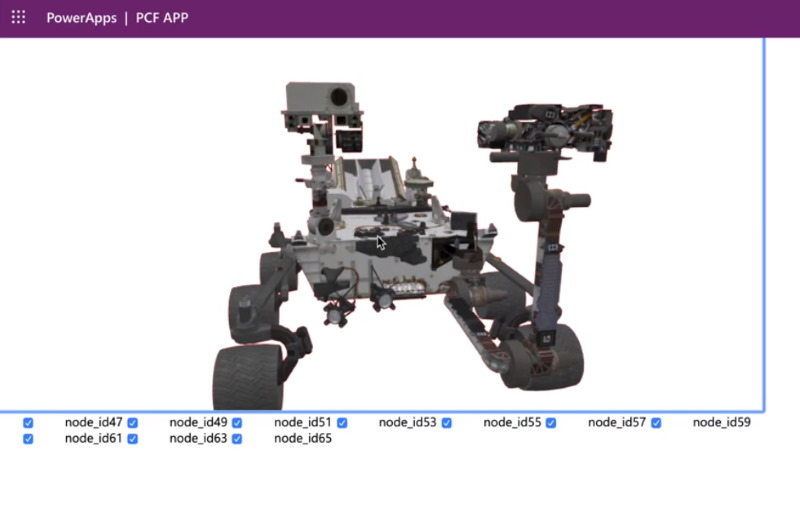 PowerApps | PCF APP
node_id47 node_id49 node_id51 node_id53 node_id55 node_id57 node_id59
node_id61 node_id63 node_id65